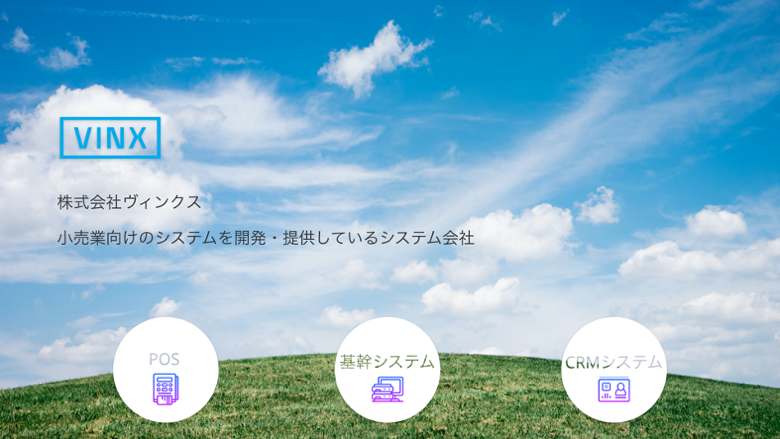 VINX
株式会社ヴィンクス
小売業向けのシステムを開発・提供しているシステム会社
POS
基幹システム
CRMシステム